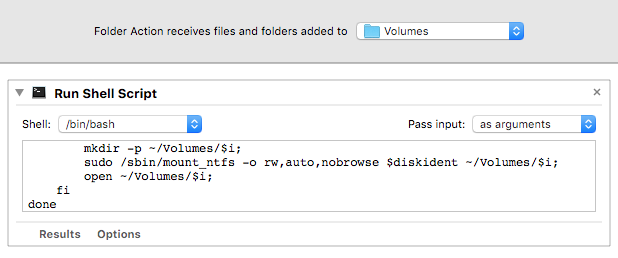 Folder Action receives files and folders added to Volumes
Run Shell Script
Shell: /bin/bash Pass input: as arguments
mkdir -p ~/Volumes/$i;
sudo /sbin/mount_ntfs -o rw,auto,nobrowse $diskident ~/Volumes/$i;
open ~/Volumes/$i;
fi
done
Results Options